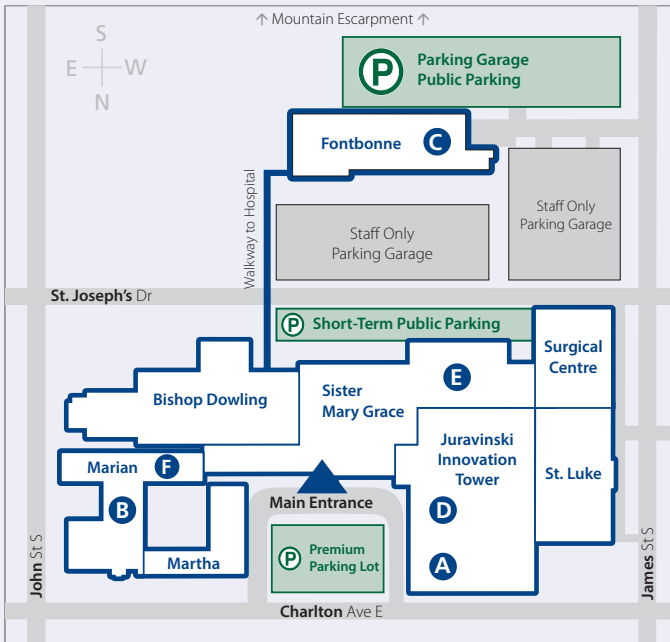 ↑ Mountain Escarpment ↑
S
E
W
N
P
Parking Garage
Public Parking
Fontbonne
C
Walkway to Hospital
Staff Only
Parking Garage
Staff Only
Parking Garage
St. Joseph's Dr
P
Short-Term Public Parking
Surgical
Centre
E
Bishop Dowling
Sister
Mary Grace
Juravinski
Innovation
Tower
St. Luke
Marian
F
B
Main Entrance
D
Martha
P
Premium
Parking Lot
A
John St S
James St S
Charlton Ave E